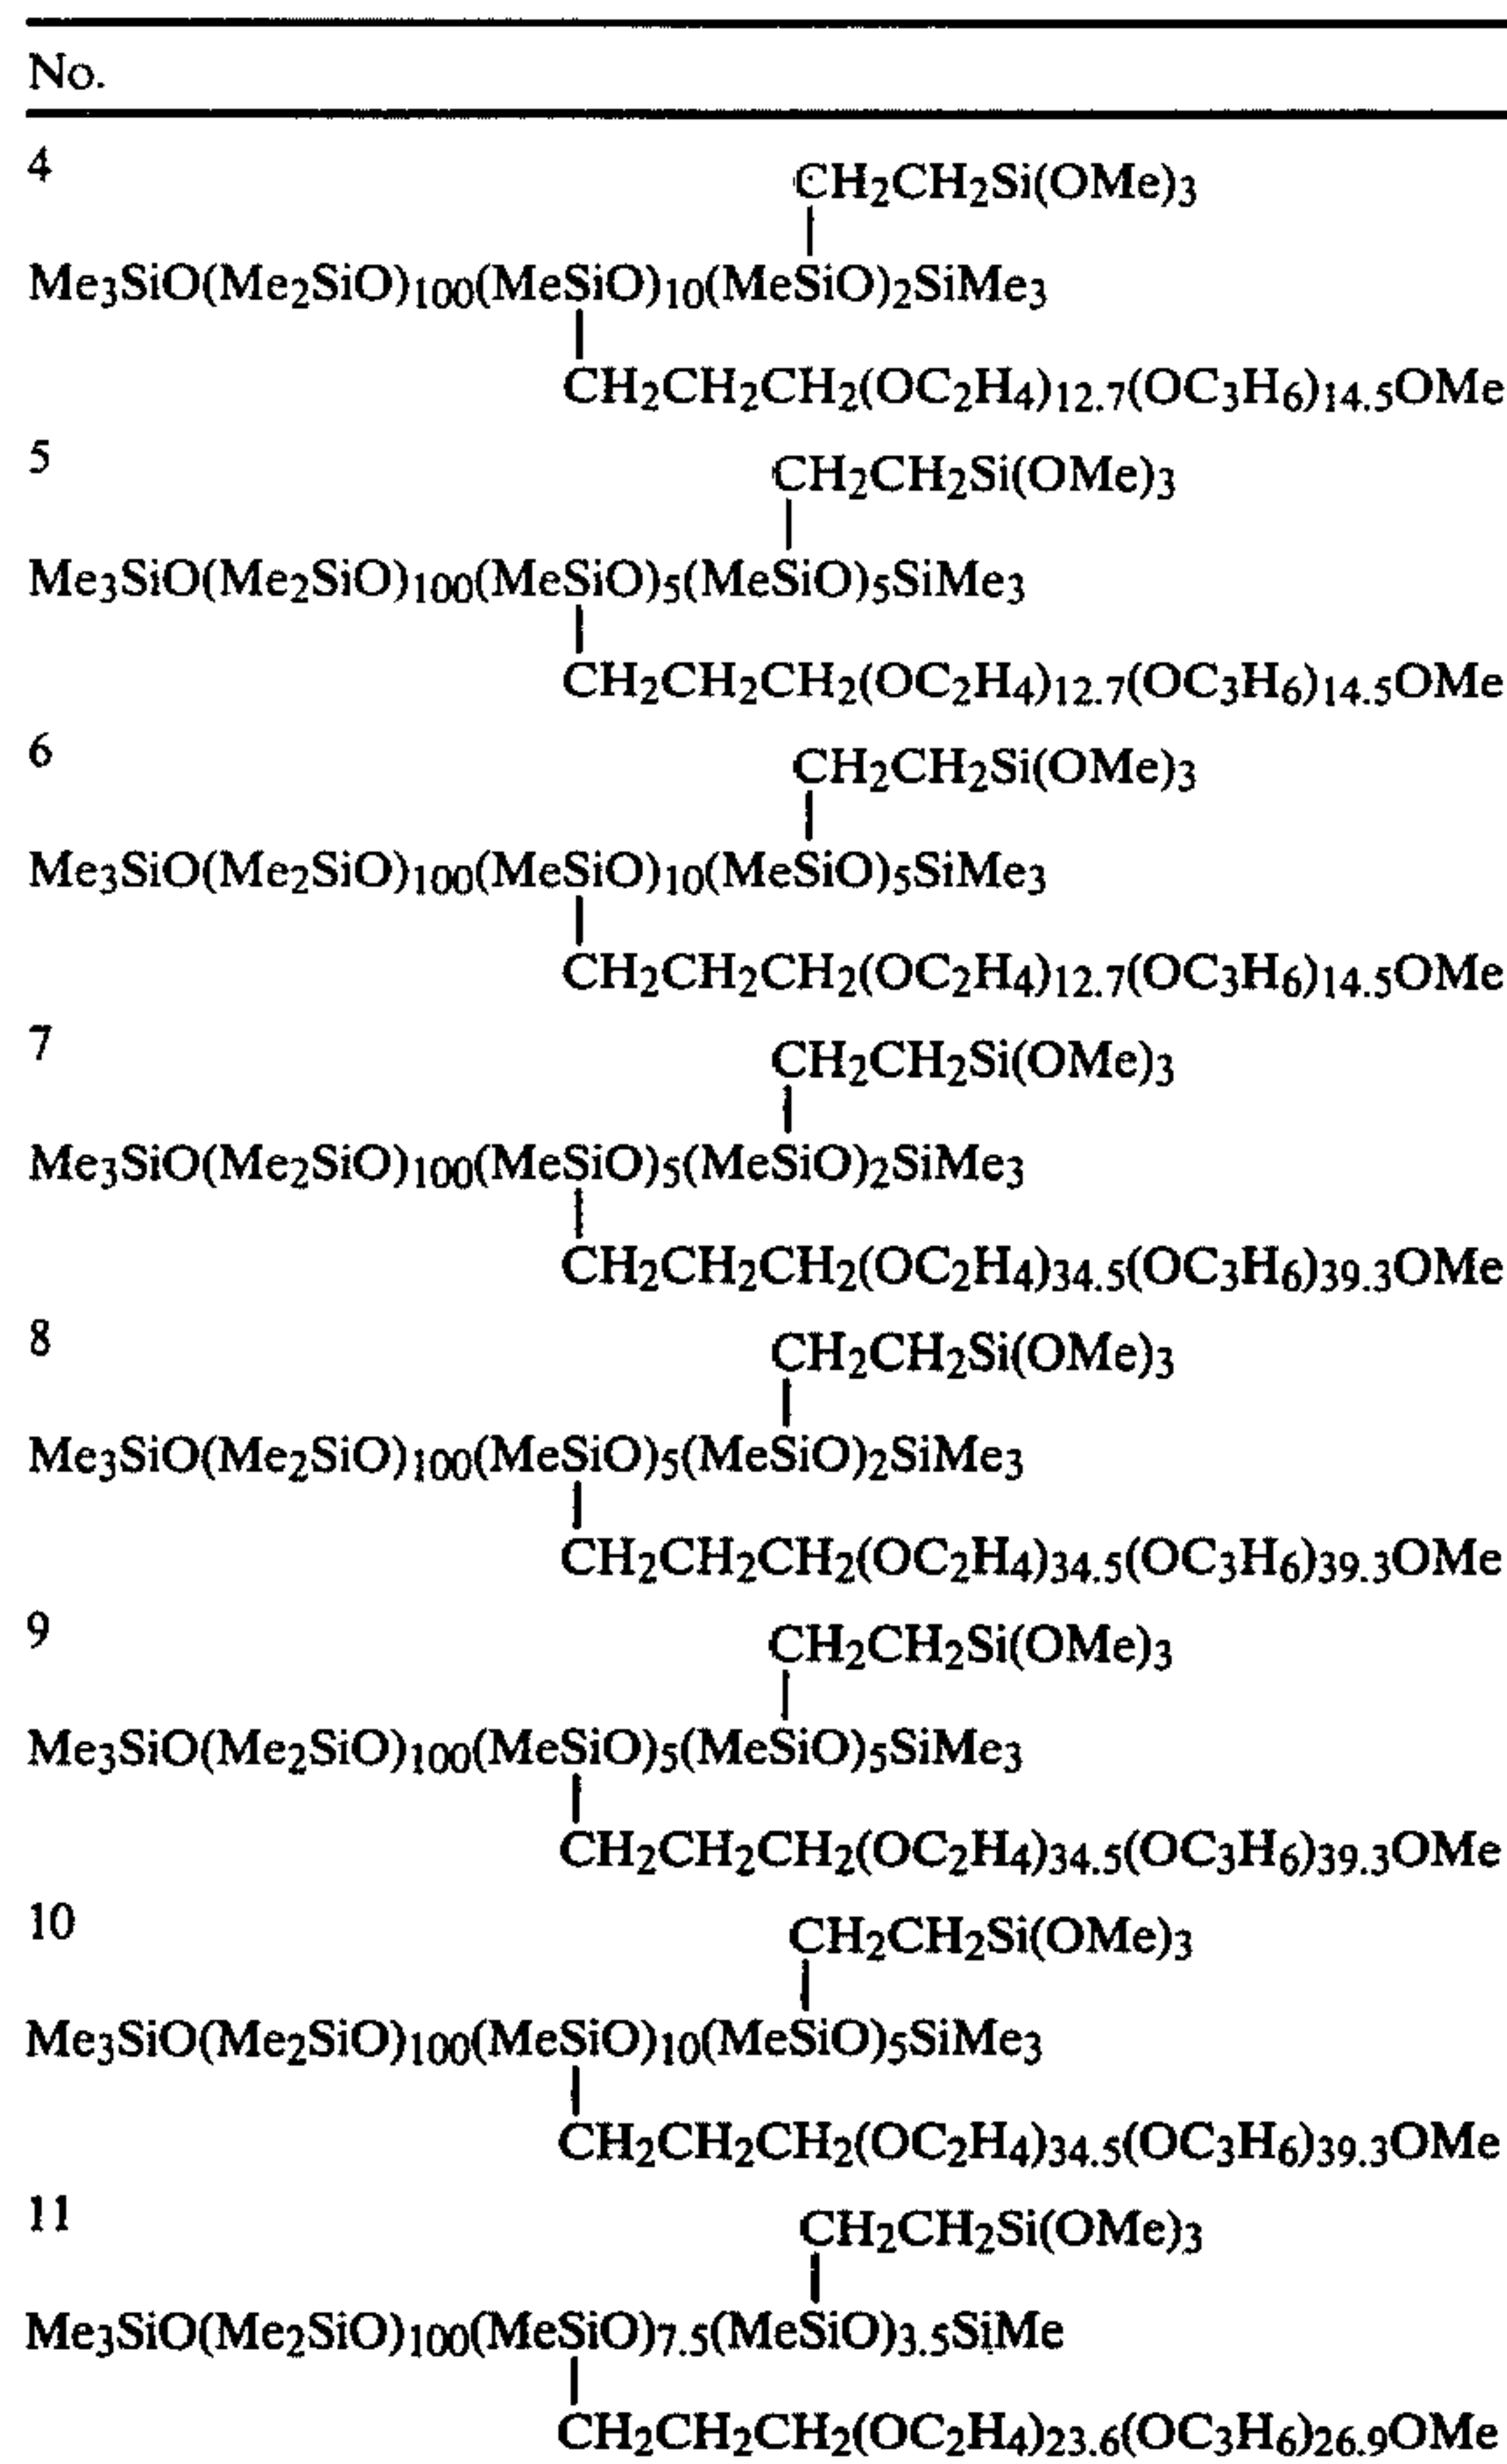 No.
4
CH2CH2Si(OMe)3
Me3SiO(Me2SiO)100(MeSiO)10(MeSiO)2SiMe3
CH2CH2CH2(OC2H4)12.7(OC3H6)14.5OMe
5
CH2CH2Si(OMe)3
Me3SiO(Me2SiO)100(MeSiO)5(MeSiO)5SiMe3
CH2CH2CH2(OC2H4)12.7(OC3H6)14.5OMe
6
CH2CH2Si(OMe)3
Me3SiO(Me2SiO)100(MeSiO)10(MeSiO)5SiMe3
CH2CH2CH2(OC2H4)12.7(OC3H6)14.5OMe
7
CH2CH2Si(OMe)3
Me3SiO(Me2SiO)100(MeSiO)5(MeSiO)2SiMe3
CH2CH2CH2(OC2H4)34.5(OC3H6)39.3OMe
8
CH2CH2Si(OMe)3
Me3SiO(Me2SiO)100(MeSiO)5(MeSiO)2SiMe3
CH2CH2CH2(OC2H4)34.5(OC3H6)39.3OMe
9
CH2CH2Si(OMe)3
Me3SiO(Me2SiO)100(MeSiO)5(MeSiO)5SiMe3
CH2CH2CH2(OC2H4)34.5(OC3H6)39.3OMe
10
CH2CH2Si(OMe)3
Me3SiO(Me2SiO)100(MeSiO)10(MeSiO)5SiMe3
CH2CH2CH2(OC2H4)34.5(OC3H6)39.3OMe
11
CH2CH2Si(OMe)3
Me3SiO(Me2SiO)100(MeSiO)7.5(MeSiO)3.5SiMe
CH2CH2CH2(OC2H4)23.6(OC3H6)26.9OMe